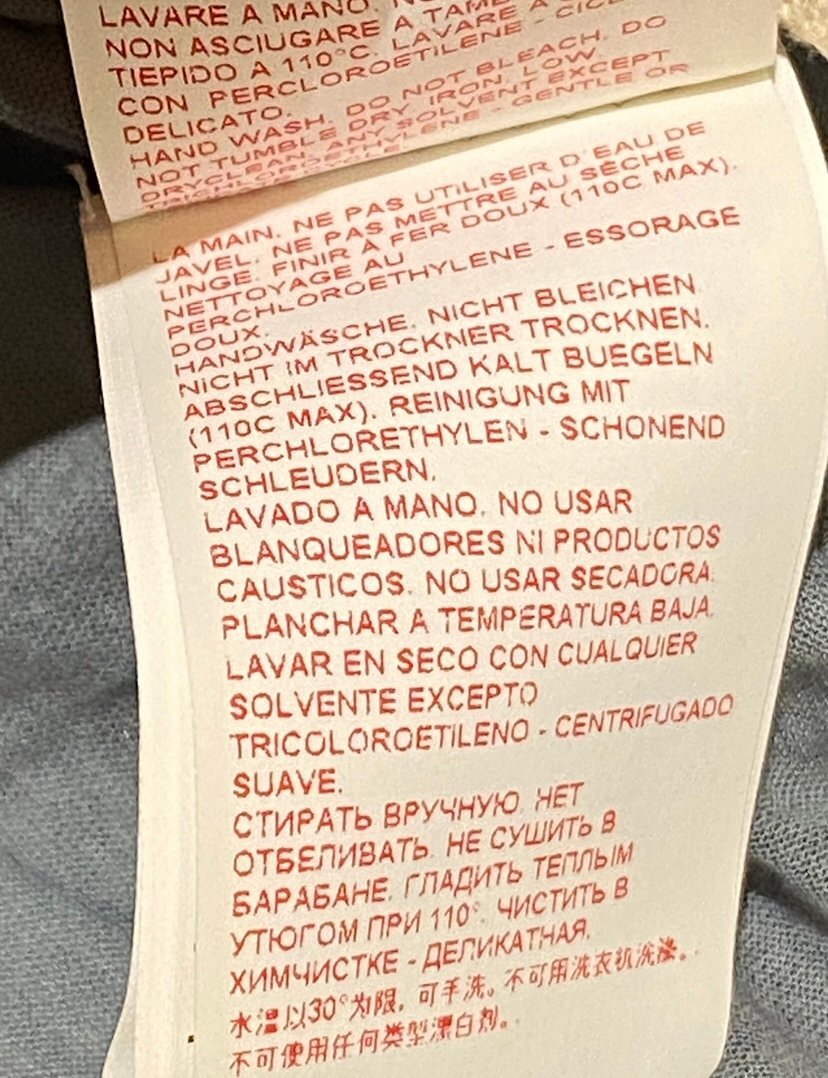 LAVARE A MANO.
NON ASCIUGARE A
TIEPIDO A 110°C. LAVARE A
CON PERCLOROETILENE - 
DELICATO.
HAND WASH. DO NOT BLEACH. DO
NOT TUMBLE DRY. IRON LOW.
DRYCLEAN. ANY SOLVENT EXCEPT
TRICHLOROETHYLENE - GENTLE OR
LA MAIN. NE PAS UTILISER D'EAU DE
JAVEL. NE PAS METTRE AU SÈCHE
LINGE. FINIR À FER DOUX (110C MAX).
NETTOYAGE AU
PERCHLOROETHYLENE - ESSORAGE
DOUX.
HANDWÄSCHE. NICHT BLEICHEN
NICHT IM TROCKNER TROCKNEN.
ABSCHLIESSEND KALT BUEGELN
(110C MAX). REINIGUNG MIT
PERCHLORETHYLEN - SCHONEND
SCHLEUDERN.
LAVADO A MANO. NO USAR
BLANQUEADORES NI PRODUCTOS
CAUSTICOS. NO USAR SECADORA.
PLANCHAR A TEMPERATURA BAJA.
LAVAR EN SECO CON CUALQUIER
SOLVENTE EXCEPTO
TRICOLOROETILENO - CENTRIFUGADO
SUAVE.
СТИРАТЬ ВРУЧНУЮ. НЕТ
ОТБЕЛИВАТЬ. НЕ СУШИТЬ В
БАРАБАНЕ. ГЛАДИТЬ ТЕПЛЫМ
УТЮГОМ ПРИ 110°. ЧИСТИТЬ В
ХИМЧИСТКЕ - ДЕЛИКАТНАЯ.
水温以30°为限，可手洗。不可用洗衣机洗涤。
不可使用任何类型漂白剂。